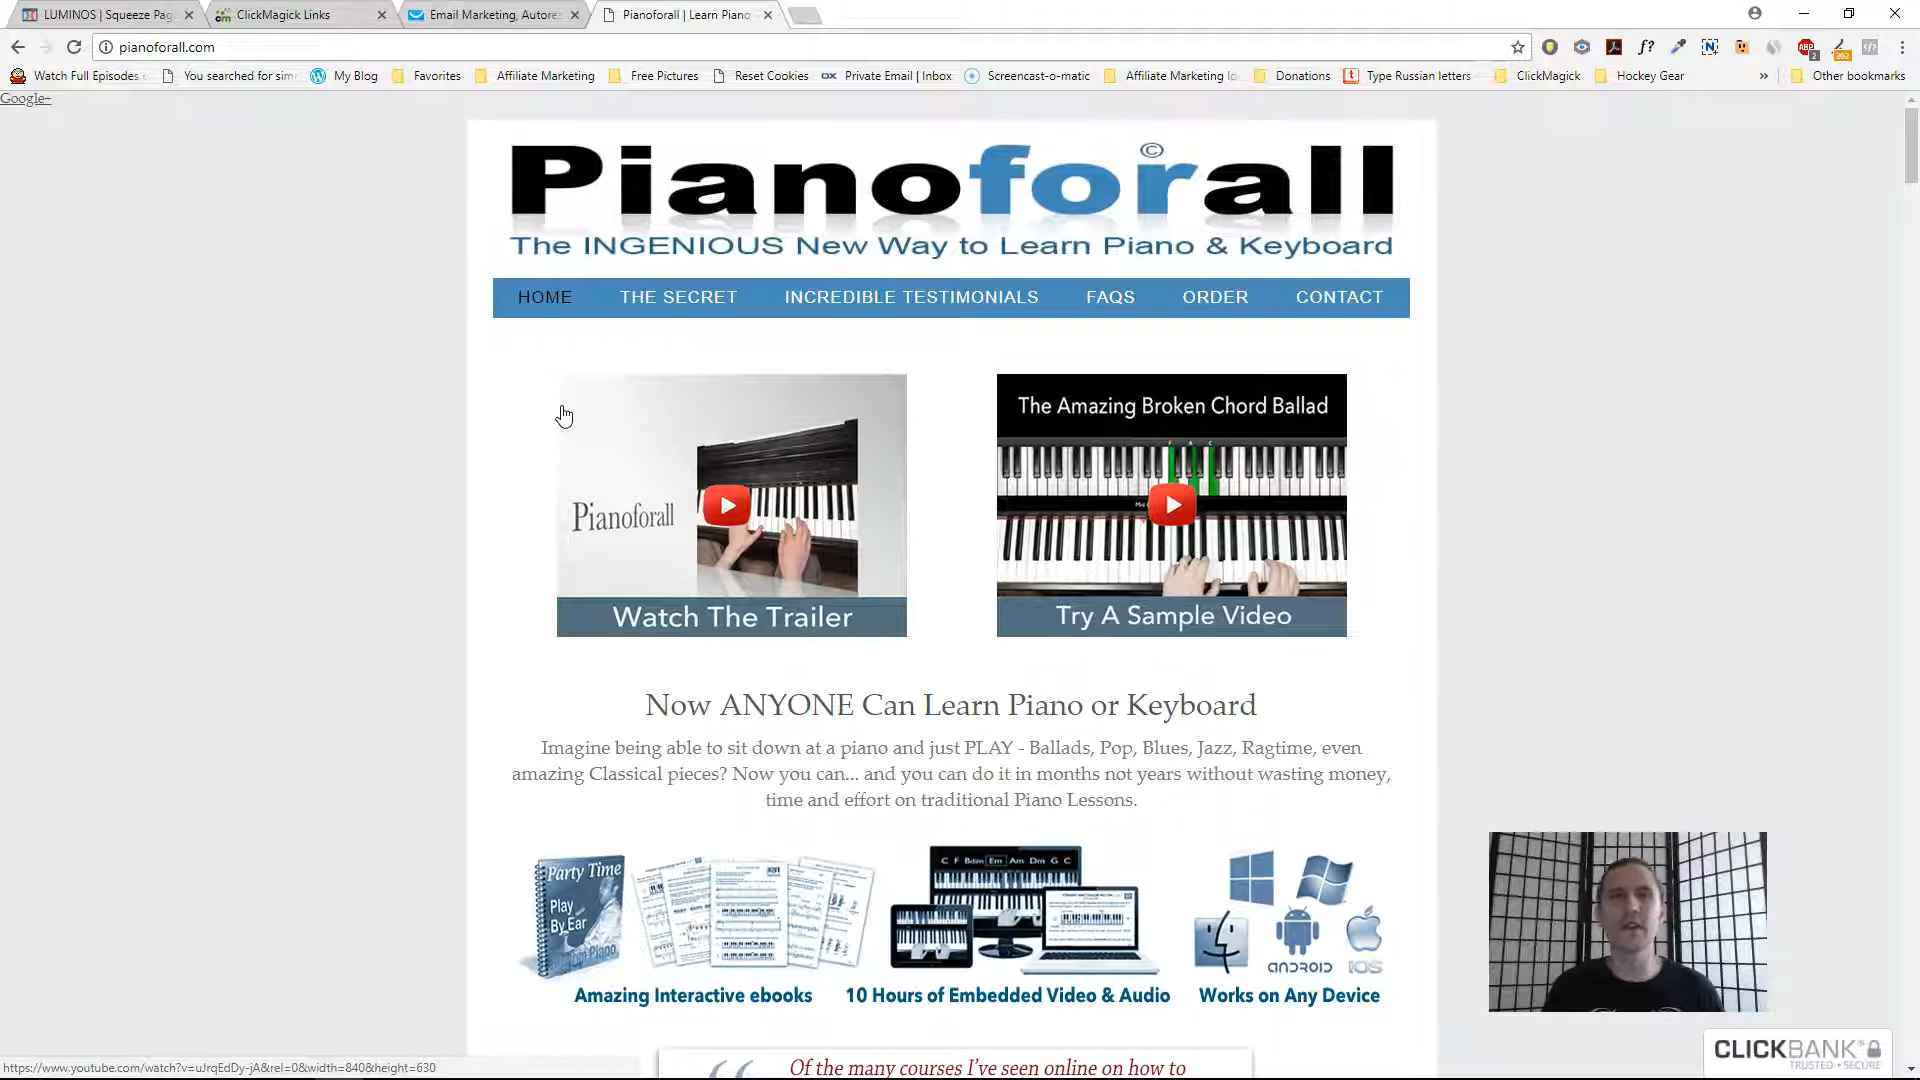 LUMINOS | Squeeze Pag
ClickMagick Links
Email Marketing, Autores
Pianoforall | Learn Piano
pianoforall.com
Watch Full Episodes
You searched for sim
My Blog
Favorites
Affiliate Marketing
Free Pictures
Reset Cookies
Private Email | Inbox
Screencast-o-matic
Affiliate Marketing Id
Donations
Type Russian letters
ClickMagick
Hockey Gear
» Other bookmarks
Google+
Pianoforall ©
The INGENIOUS New Way to Learn Piano & Keyboard
HOME THE SECRET INCREDIBLE TESTIMONIALS FAQS ORDER CONTACT
Pianoforall
Watch The Trailer
The Amazing Broken Chord Ballad
Try A Sample Video
Now ANYONE Can Learn Piano or Keyboard
Imagine being able to sit down at a piano and just PLAY - Ballads, Pop, Blues, Jazz, Ragtime, even
amazing Classical pieces? Now you can... and you can do it in months not years without wasting money,
time and effort on traditional Piano Lessons.
Party Time
Play
By Ear
C F Bdim Em Am Dm G C
ANDROID
iOS
Amazing Interactive ebooks
10 Hours of Embedded Video & Audio
Works on Any Device
Of the many courses I've seen online on how to
CLICKBANK
TRUSTED • SECURE
https://www.youtube.com/watch?v=uJrqEdDy-jA&rel=0&width=840&height=630